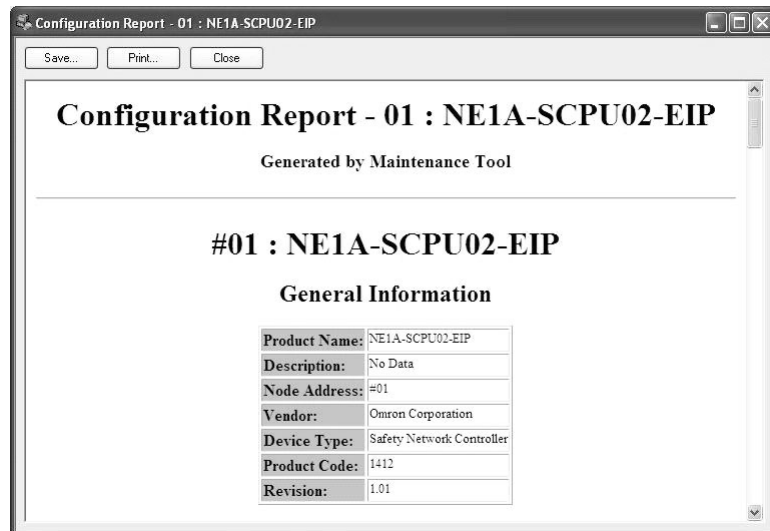 Configuration Report - 01 : NE1A-SCPU02-EIP
Save... Print... Close
Configuration Report - 01 : NE1A-SCPU02-EIP
Generated by Maintenance Tool
#01 : NE1A-SCPU02-EIP
General Information
Product Name: NE1A-SCPU02-EIP
Description: No Data
Node Address: #01
Vendor: Omron Corporation
Device Type: Safety Network Controller
Product Code: 1412
Revision: 1.01